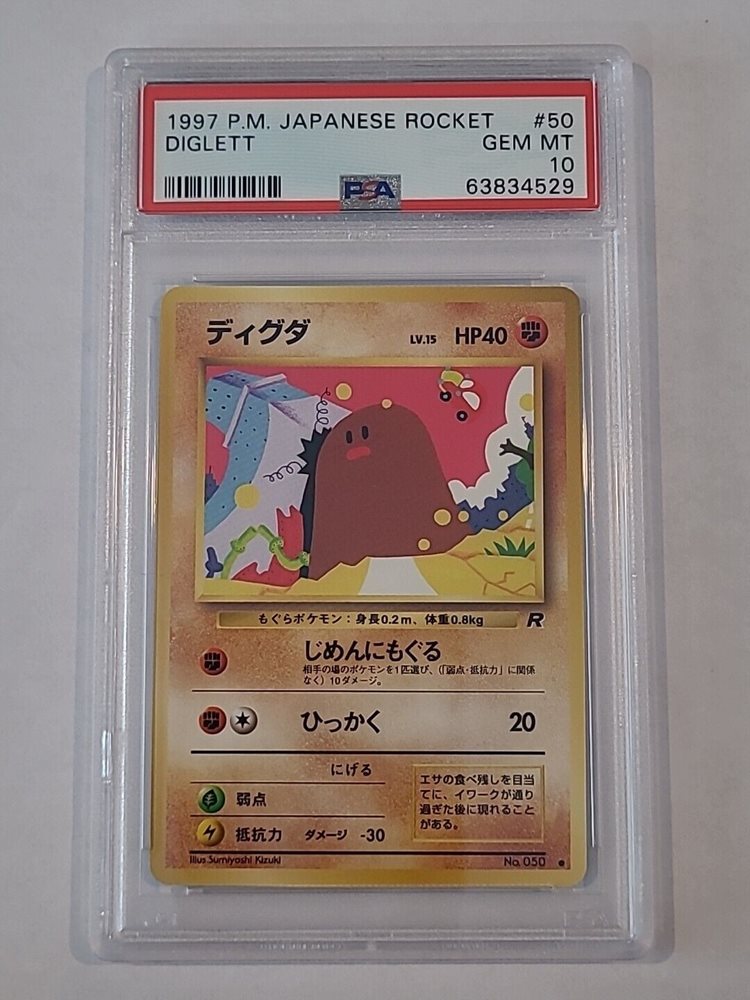 1997 P.M. JAPANESE ROCKET #50
DIGLETT GEM MT
10
PSA 63834529
ディグダ LV.15 HP40
もぐらポケモン：身長0.2m、体重0.8kg R
じめんにもぐる
相手の場のポケモンを1匹選び、（「弱点・抵抗力」に関係
なく）10ダメージ。
ひっかく 20
にげる
弱点
抵抗力 ダメージ -30
エサの食べ残しを目当
てに、イワークが通り
過ぎた後に現れること
がある。
Illus Sumiyoshi Kizuki No. 050